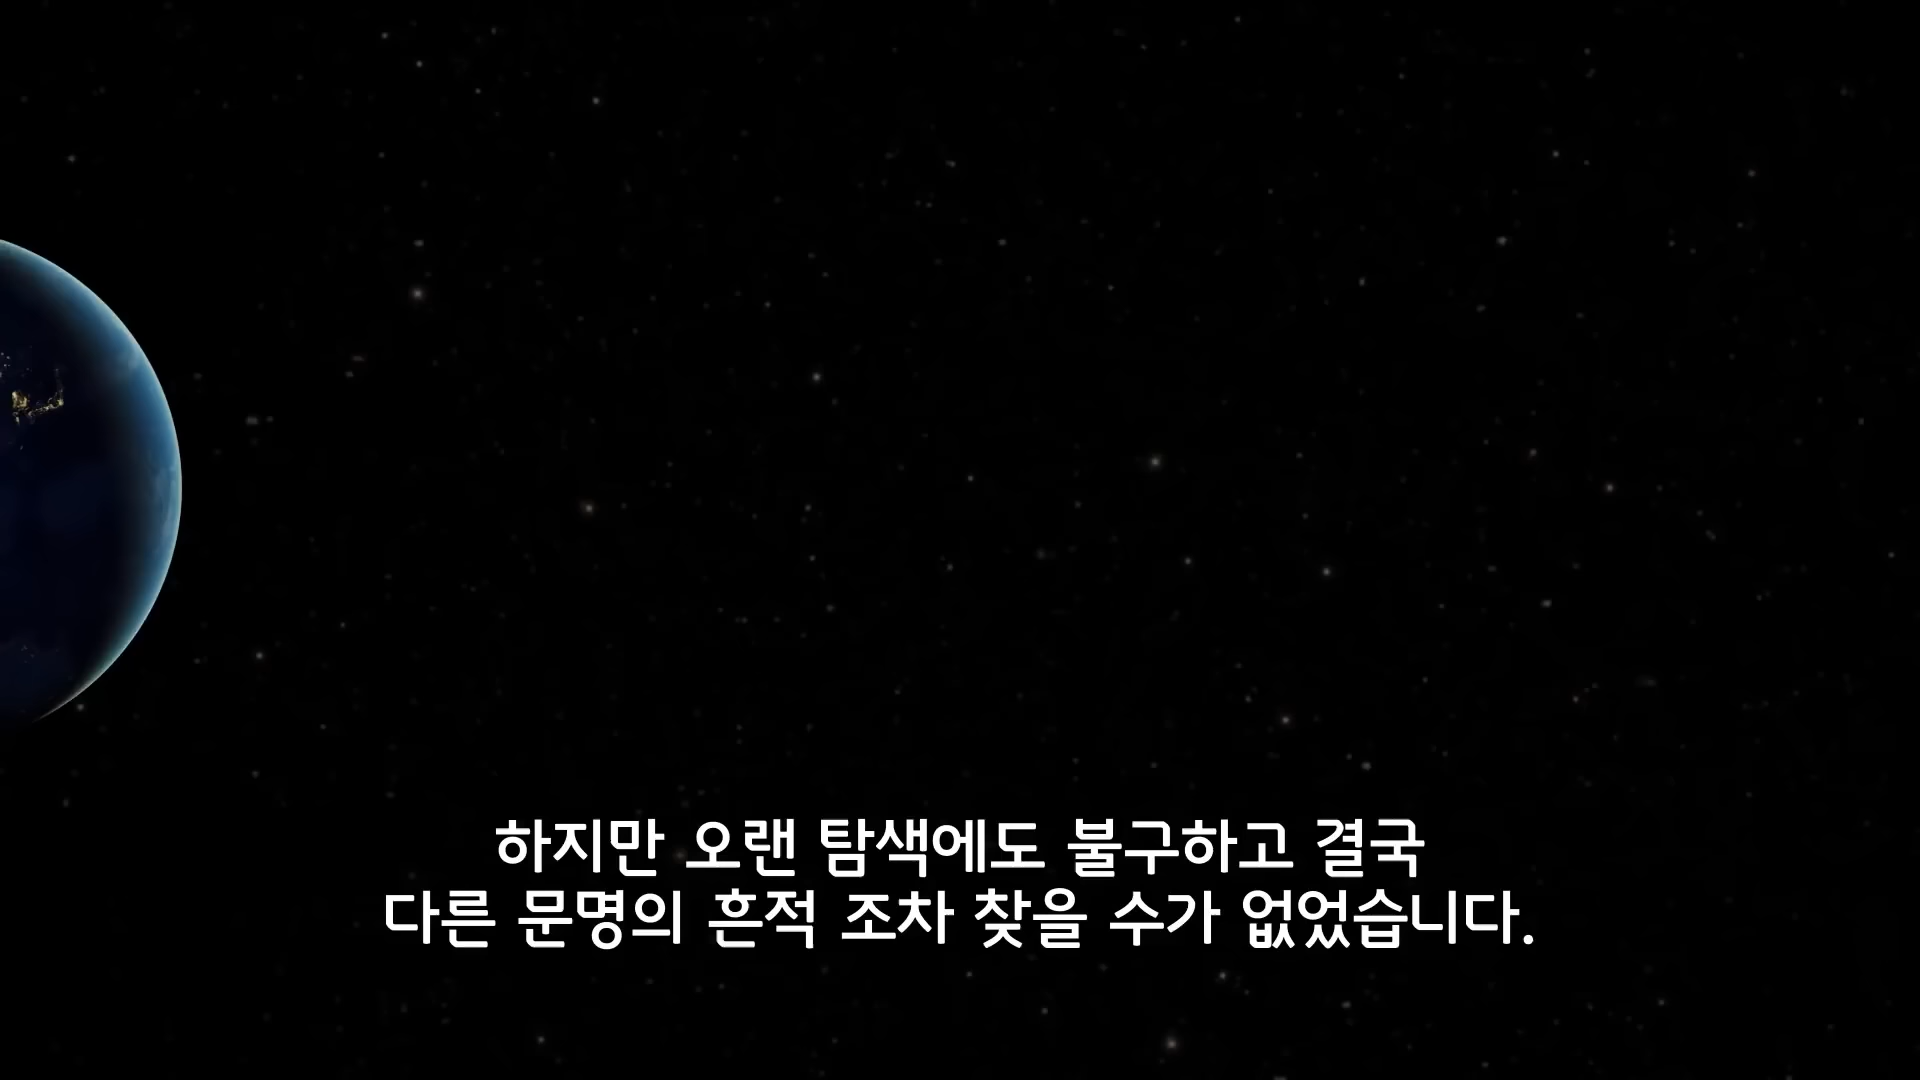 하지만 오랜 탐색에도 불구하고 결국
다른 문명의 흔적 조차 찾을 수가 없었습니다.